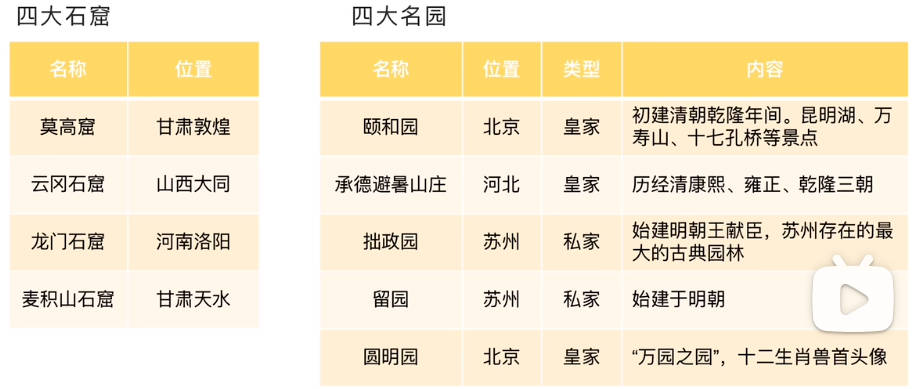 四大石窟
名称 位置
莫高窟 甘肃敦煌
云冈石窟 山西大同
龙门石窟 河南洛阳
麦积山石窟 甘肃天水
四大名园
名称 位置 类型 内容
颐和园 北京 皇家 初建清朝乾隆年间。昆明湖、万
寿山、十七孔桥等景点
承德避暑山庄 河北 皇家 历经清康熙、雍正、乾隆三朝
拙政园 苏州 私家 始建明朝王献臣，苏州存在的最
大的古典园林
留园 苏州 私家 始建于明朝
圆明园 北京 皇家 “万园之园”，十二生肖兽首头像